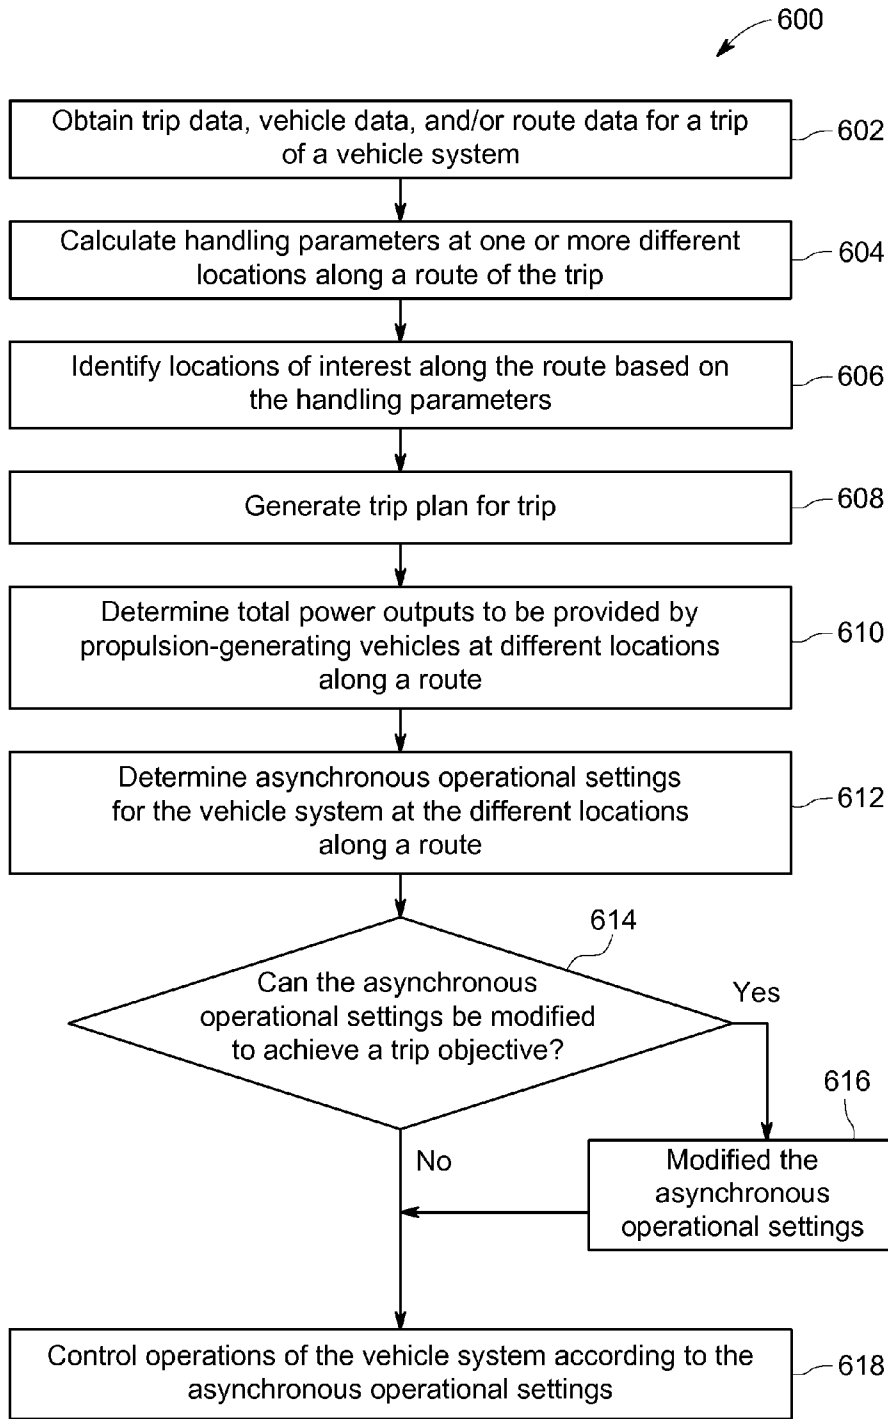 600
Obtain trip data, vehicle data, and/or route data for a trip
of a vehicle system
602
Calculate handling parameters at one or more different
locations along a route of the trip
604
Identify locations of interest along the route based on
the handling parameters
606
Generate trip plan for trip
608
Determine total power outputs to be provided by
propulsion-generating vehicles at different locations
along a route
610
Determine asynchronous operational settings
for the vehicle system at the different locations
along a route
612
614
Can the asynchronous
operational settings be modified
to achieve a trip objective?
Yes
616
No
Modified the
asynchronous
operational settings
Control operations of the vehicle system according to the
asynchronous operational settings
618